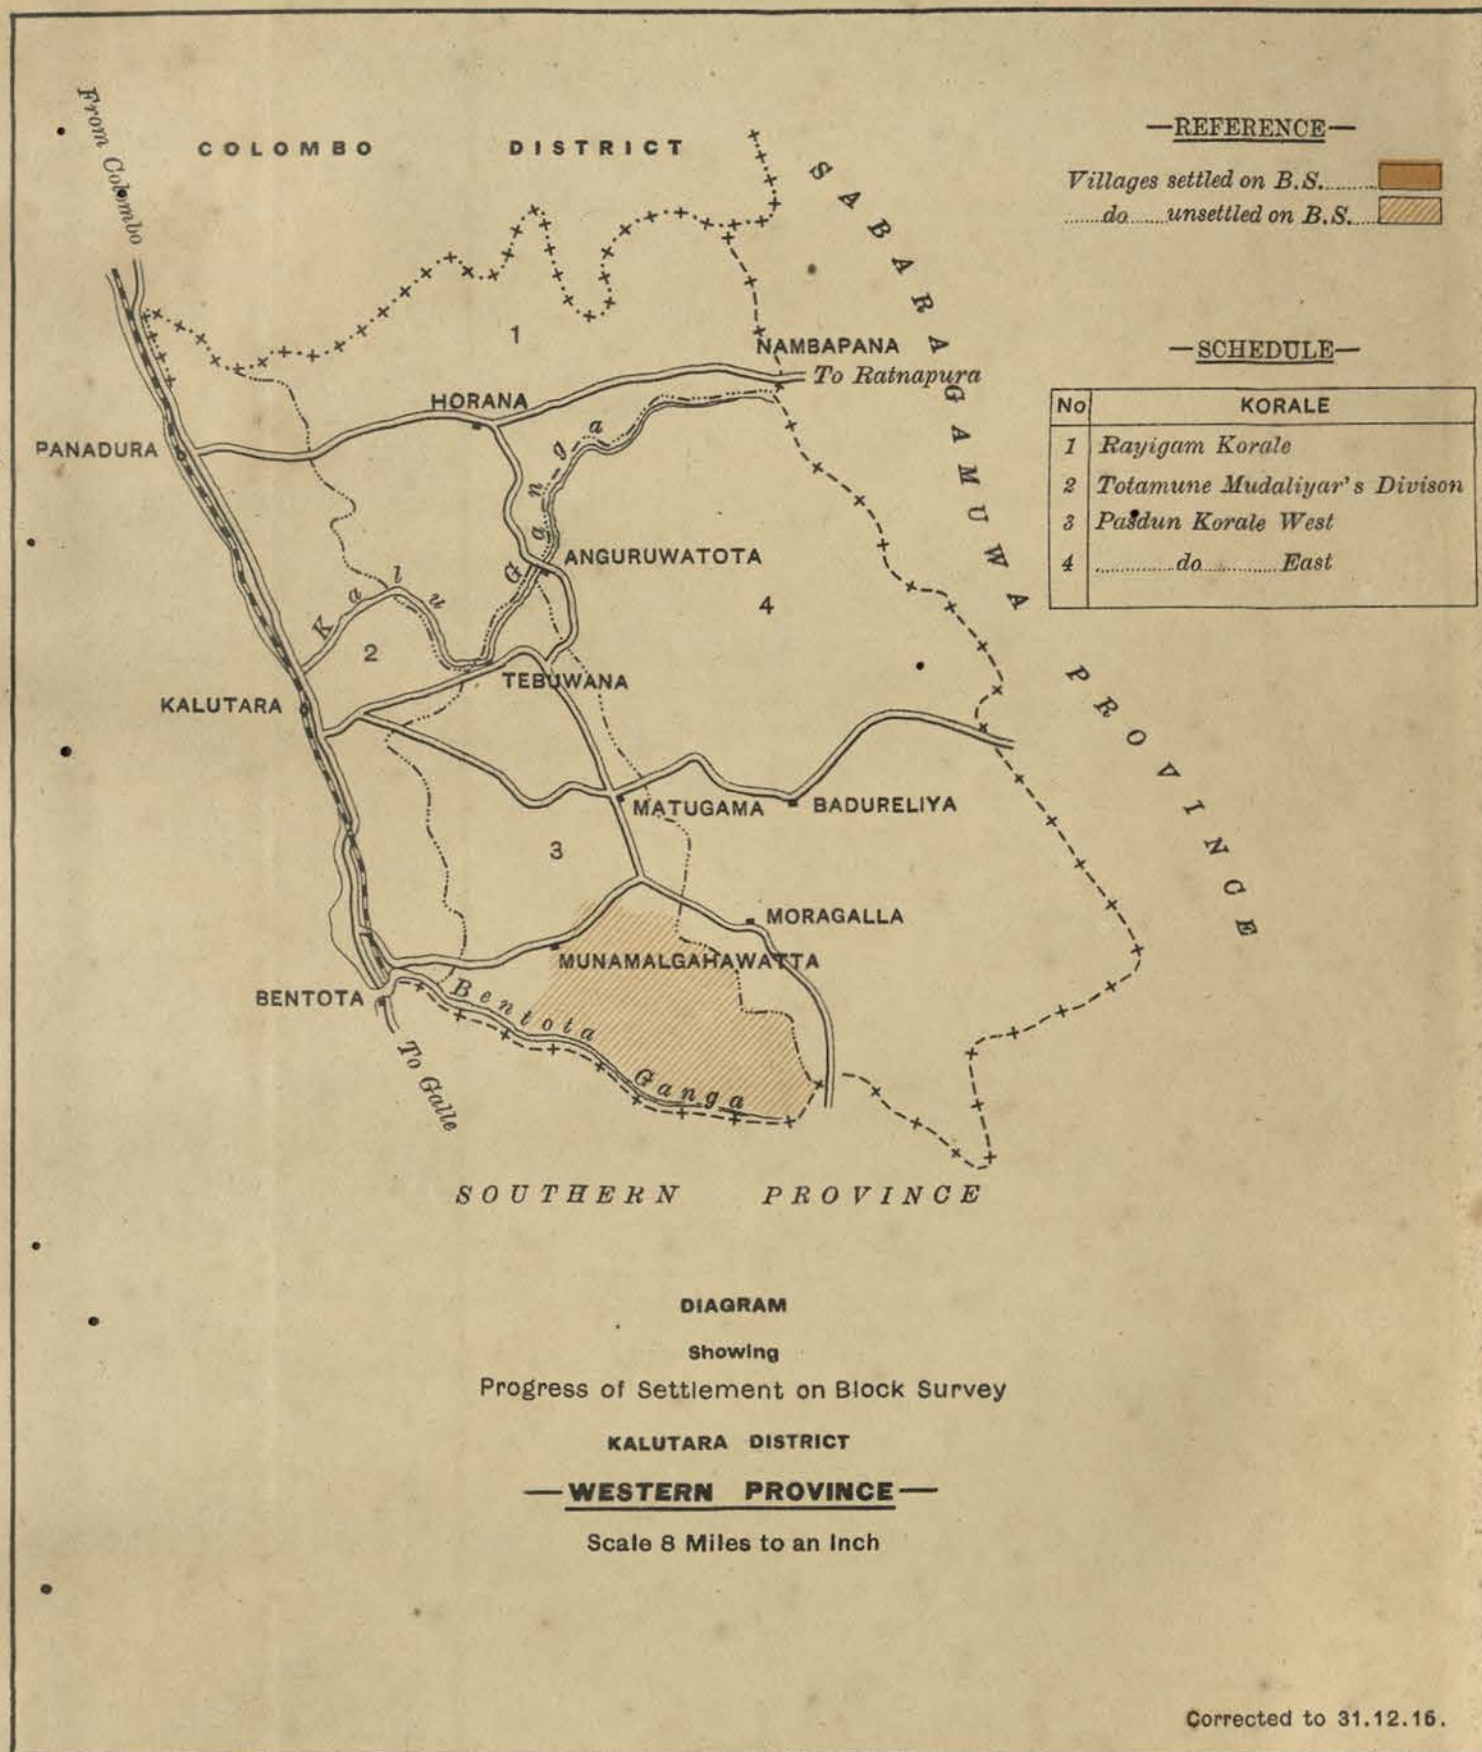 From Colombo
COLOMBO DISTRICT
SABARAGAMUWA PROVINCE
—REFERENCE—
Villages settled on B.S..........
.......do......unsettled on B.S.....
1
NAMBAPANA
To Ratnapura
HORANA
PANADURA
Kalu Ganga
ANGURUWATOTA
4
2
TEBUWANA
KALUTARA
MATUGAMA
BADURELIYA
3
MORAGALLA
MUNAMALGAHAWATTA
BENTOTA
Bentota Ganga
To Galle
SOUTHERN PROVINCE
—SCHEDULE—
No KORALE
1 Rayigam Korale
2 Totamune Mudaliyar's Divison
3 Pasdun Korale West
4 .............do............. East
DIAGRAM
Showing
Progress of Settlement on Block Survey
KALUTARA DISTRICT
—WESTERN PROVINCE—
Scale 8 Miles to an Inch
Corrected to 31.12.16.